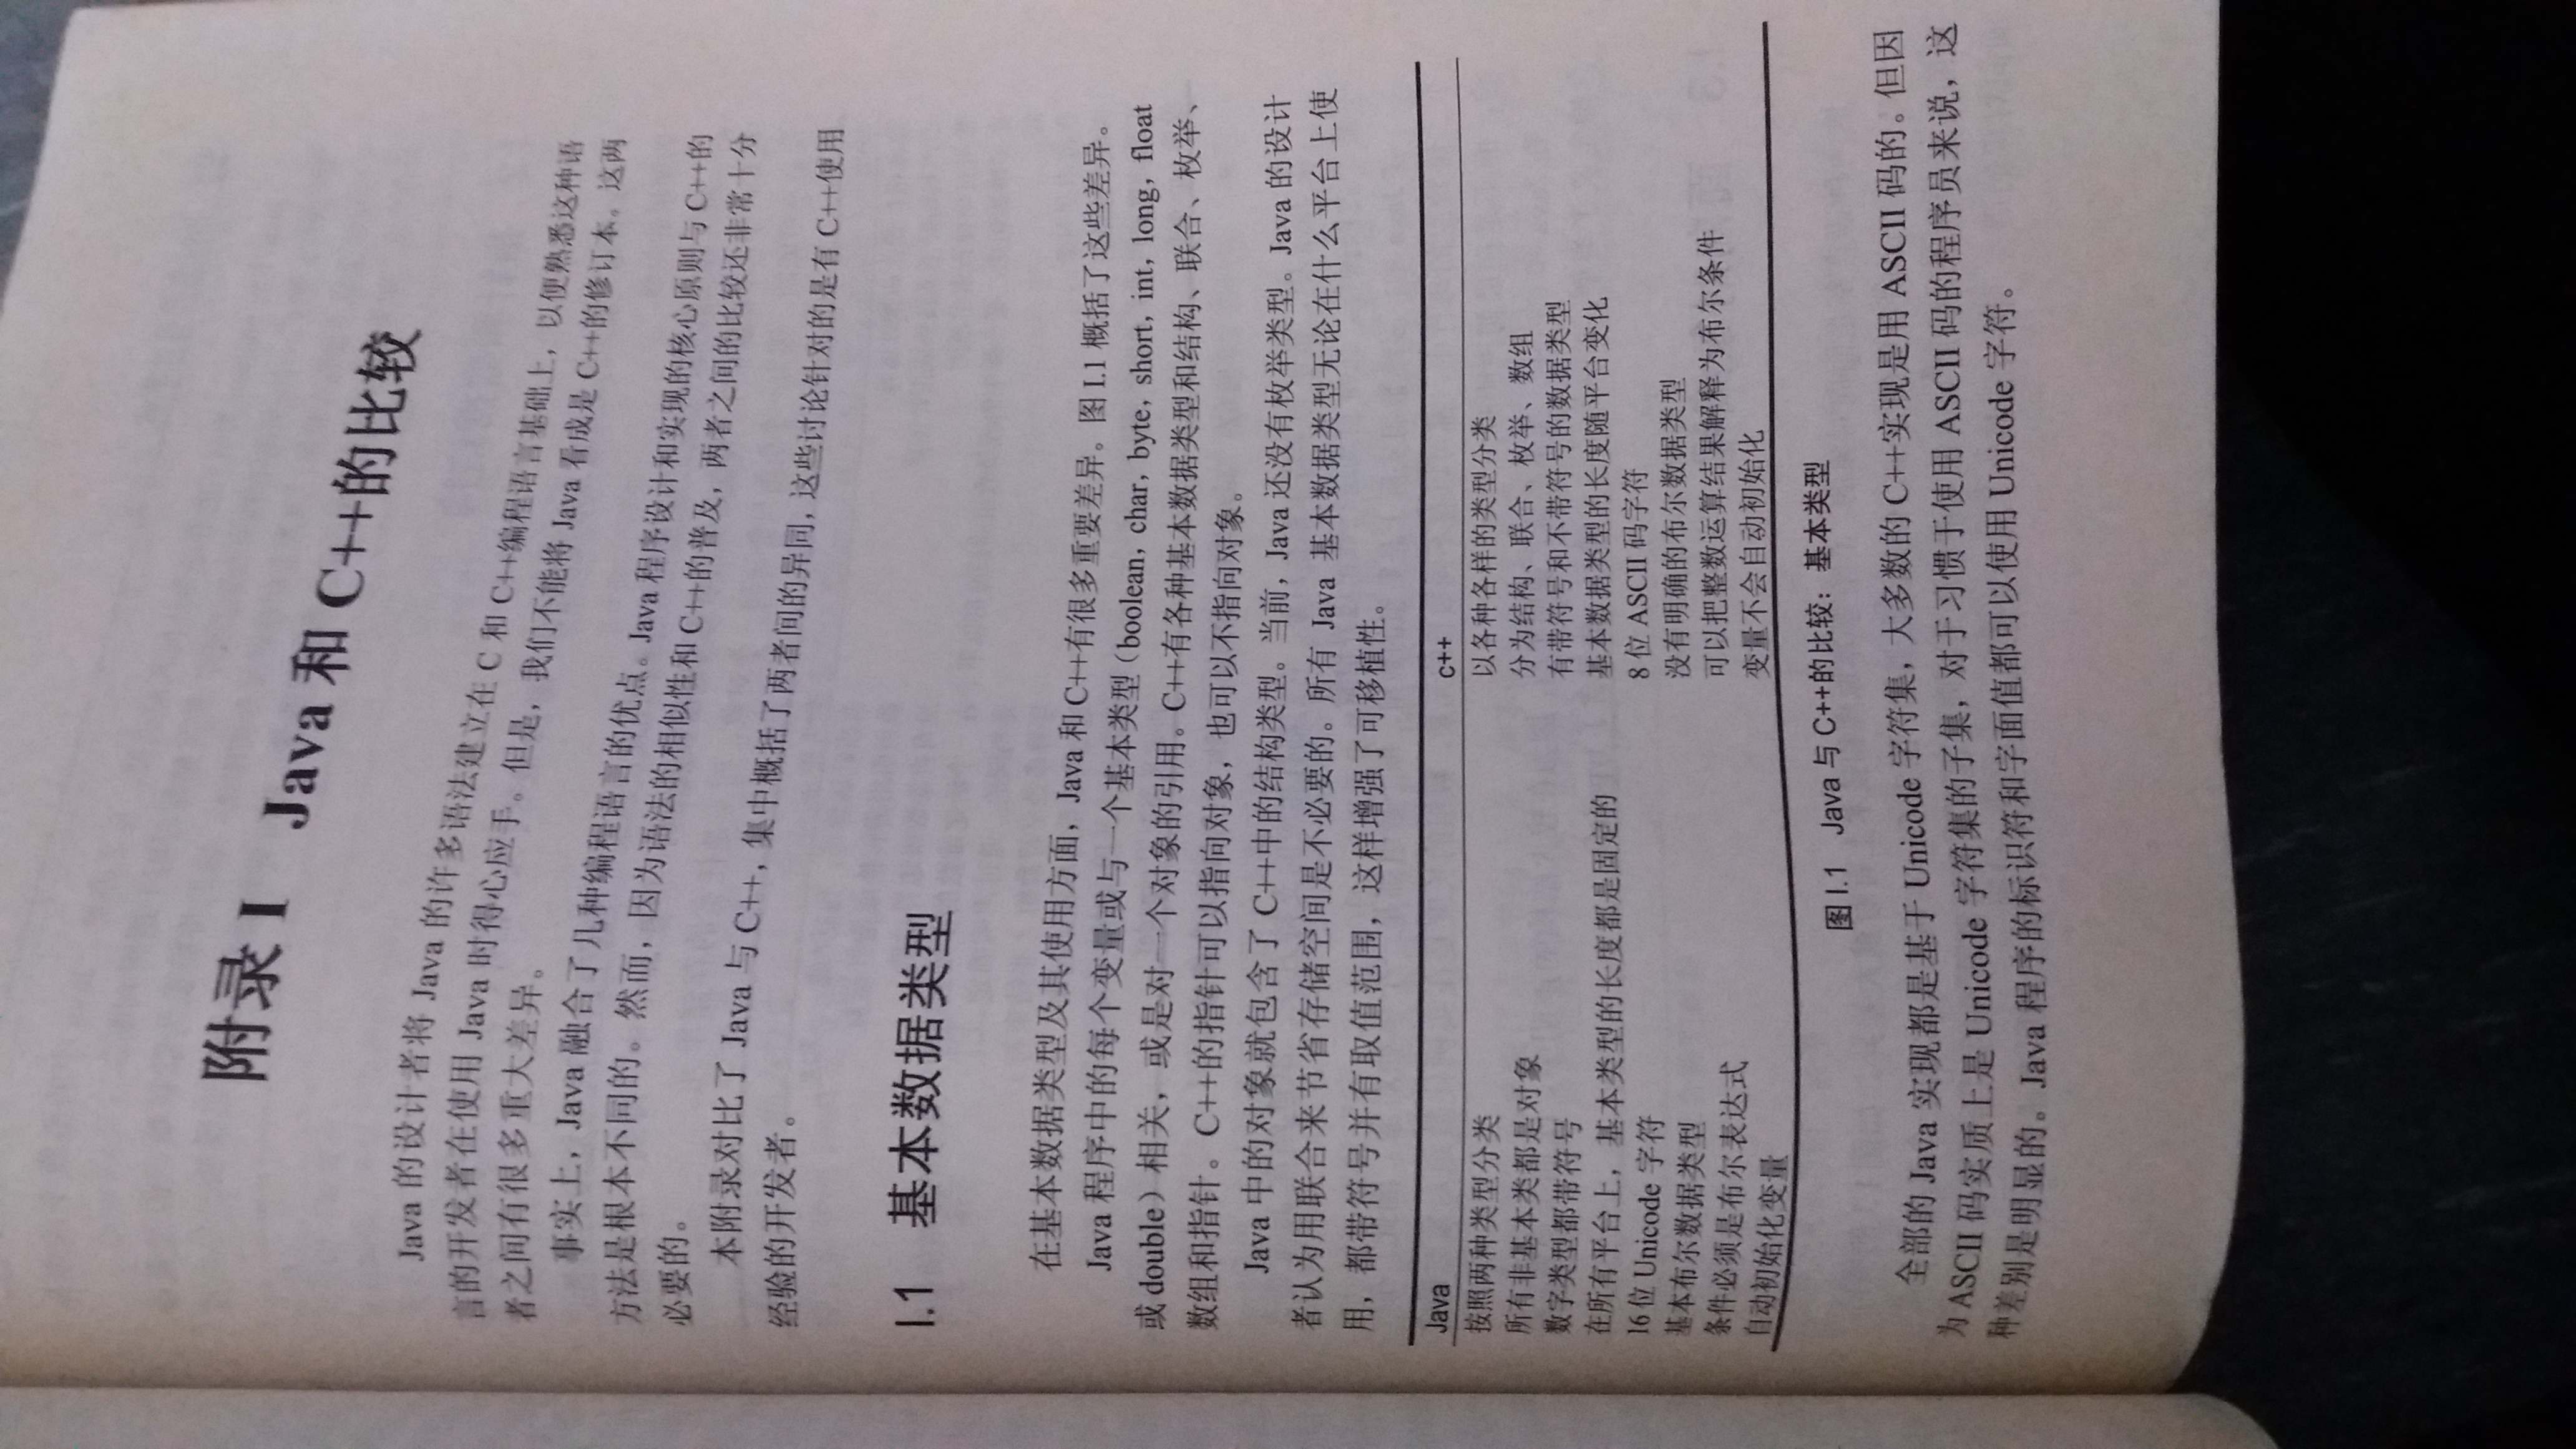 附录 I Java 和 C++的比较
Java 的设计者将 Java 的许多语法建立在 C 和 C++编程语言基础上，以便熟悉这种语
言的开发者在使用 Java 时得心应手。但是，我们不能将 Java 看成是 C++的修订本。这两
者之间有很多重大差异。
事实上，Java 融合了几种编程语言的优点。Java 程序设计和实现的核心原则与 C++的
方法是根本不同的。然而，因为语法的相似性和 C++的普及，两者之间的比较还非常十分
必要的。
本附录对比了 Java 与 C++，集中概括了两者间的异同，这些讨论针对的是有 C++使用
经验的开发者。
I.1 基本数据类型
在基本数据类型及其使用方面，Java 和 C++有很多重要差异。图 I.1 概括了这些差异。
Java 程序中的每个变量或与一个基本类型（boolean，char，byte，short，int，long，float
或 double）相关，或是对一个对象的引用。C++有各种基本数据类型和结构、联合、枚举、
数组和指针。C++的指针可以指向对象，也可以不指向对象。
Java 中的对象就包含了 C++中的结构类型。当前，Java 还没有枚举类型。Java 的设计
者认为用联合来节省存储空间是不必要的。所有 Java 基本数据类型无论在什么平台上使
用，都带符号并有取值范围，这样增强了可移植性。
Java c++
按照两种类型分类 以各种各样的类型分类
所有非基本类都是对象 分为结构、联合、枚举、数组
数字类型都带符号 有带符号和不带符号的数据类型
在所有平台上，基本类型的长度都是固定的 基本数据类型的长度随平台变化
16 位 Unicode 字符 8 位 ASCII 码字符
基本布尔数据类型 没有明确的布尔数据类型
条件必须是布尔表达式 可以把整数运算结果解释为布尔条件
自动初始化变量 变量不会自动初始化
图 I.1 Java 与 C++的比较：基本类型
全部的 Java 实现都是基于 Unicode 字符集，大多数的 C++实现是用 ASCII 码的。但因
为 ASCII 码实质上是 Unicode 字符集的子集，对于习惯于使用 ASCII 码的程序员来说，这
种差别是明显的。Java 程序的标识符和字面值都可以使用 Unicode 字符。